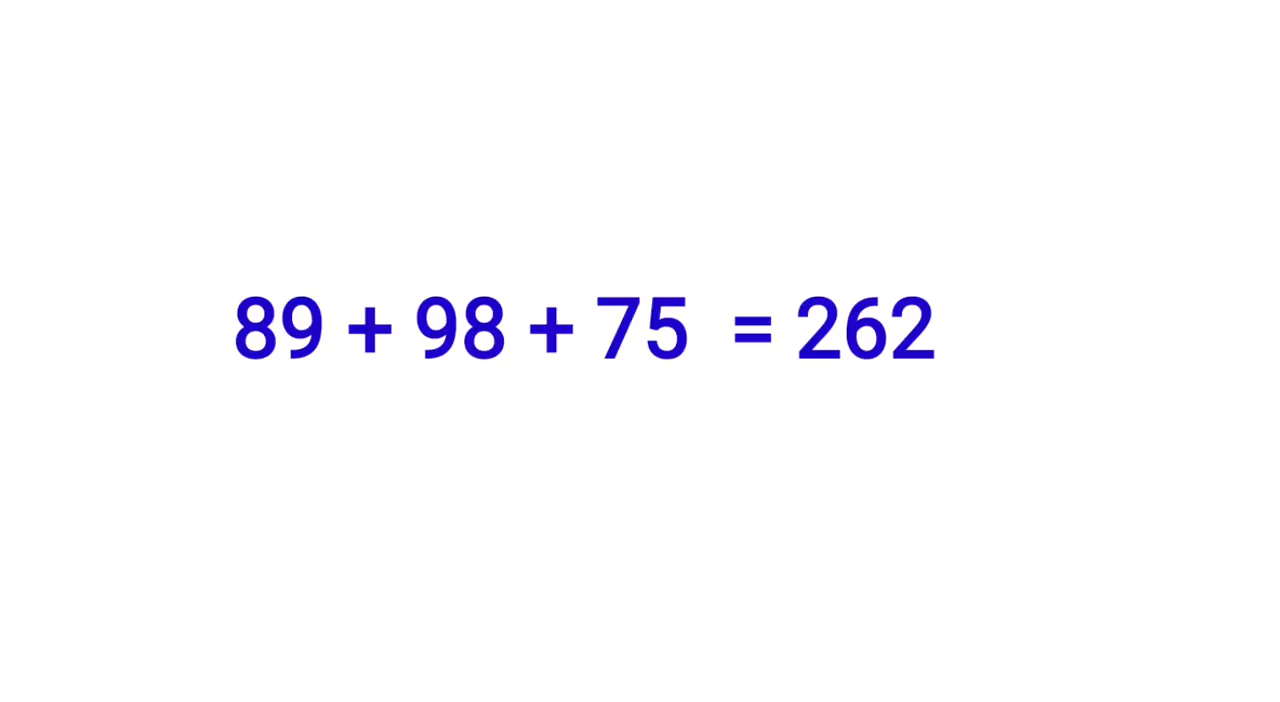 89 + 98 + 75 = 262